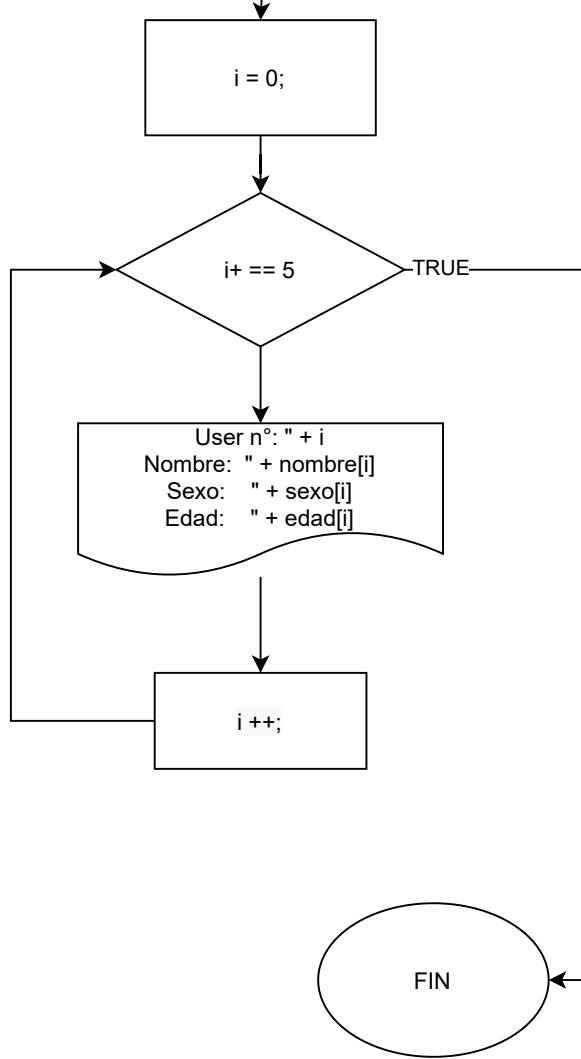 i = 0;
i+ == 5
TRUE
User n°: " + i
Nombre: " + nombre[i]
Sexo: " + sexo[i]
Edad: " + edad[i]
i ++;
FIN